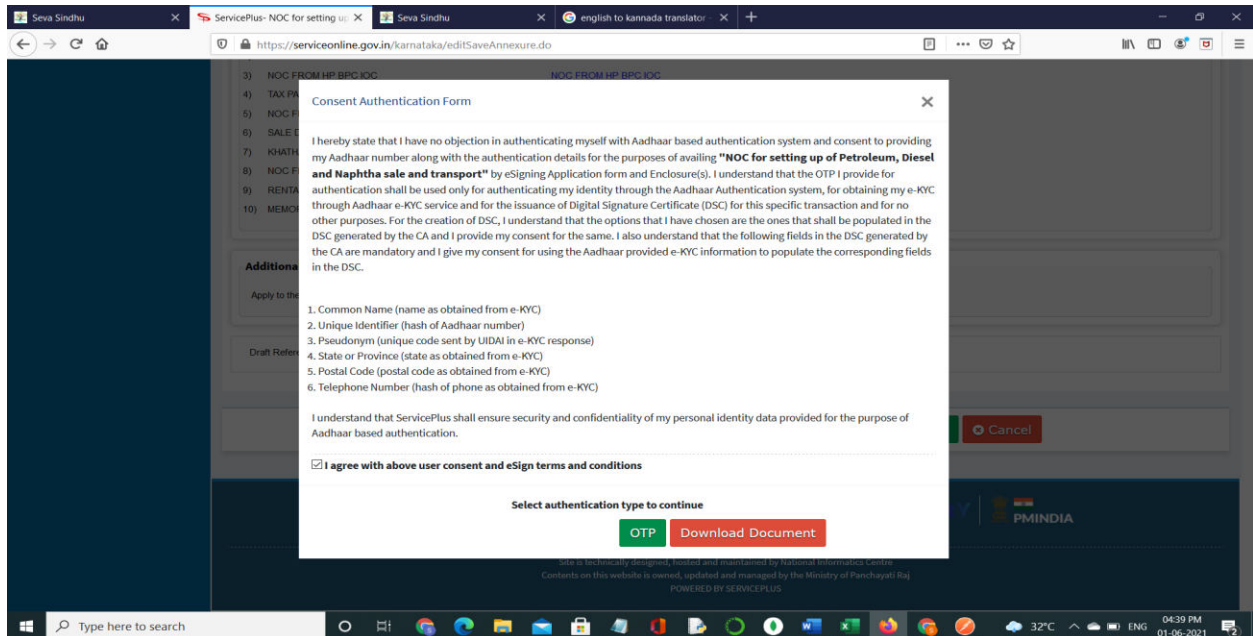 Seva Sindhu
ServicePlus- NOC for setting up
Seva Sindhu
english to kannada translator -
https://serviceonline.gov.in/karnataka/editSaveAnnexure.do
3) NOC FROM HP BPC IOC NOC FROM HP BPC IOC
4) TAX PA
5) NOC F
6) SALE D
7) KHATH
8) NOC F
9) RENTA
10) MEMO
Consent Authentication Form
I hereby state that I have no objection in authenticating myself with Aadhaar based authentication system and consent to providing
my Aadhaar number along with the authentication details for the purposes of availing "NOC for setting up of Petroleum, Diesel
and Naphtha sale and transport" by eSigning Application form and Enclosure(s). I understand that the OTP I provide for
authentication shall be used only for authenticating my identity through the Aadhaar Authentication system, for obtaining my e-KYC
through Aadhaar e-KYC service and for the issuance of Digital Signature Certificate (DSC) for this specific transaction and for no
other purposes. For the creation of DSC, I understand that the options that I have chosen are the ones that shall be populated in the
DSC generated by the CA and I provide my consent for the same. I also understand that the following fields in the DSC generated by
the CA are mandatory and I give my consent for using the Aadhaar provided e-KYC information to populate the corresponding fields
in the DSC.
Additiona
Apply to the
Draft Refere
1. Common Name (name as obtained from e-KYC)
2. Unique Identifier (hash of Aadhaar number)
3. Pseudonym (unique code sent by UIDAI in e-KYC response)
4. State or Province (state as obtained from e-KYC)
5. Postal Code (postal code as obtained from e-KYC)
6. Telephone Number (hash of phone as obtained from e-KYC)
I understand that ServicePlus shall ensure security and confidentiality of my personal identity data provided for the purpose of
Aadhaar based authentication.
Cancel
I agree with above user consent and eSign terms and conditions
Select authentication type to continue
OTP Download Document
PMINDIA
Site is technically designed, hosted and maintained by National Informatics Centre
Contents on this website is owned, updated and managed by the Ministry of Panchayati Raj
POWERED BY SERVICEPLUS
Type here to search
32°C
ENG
04:39 PM
01-06-2021